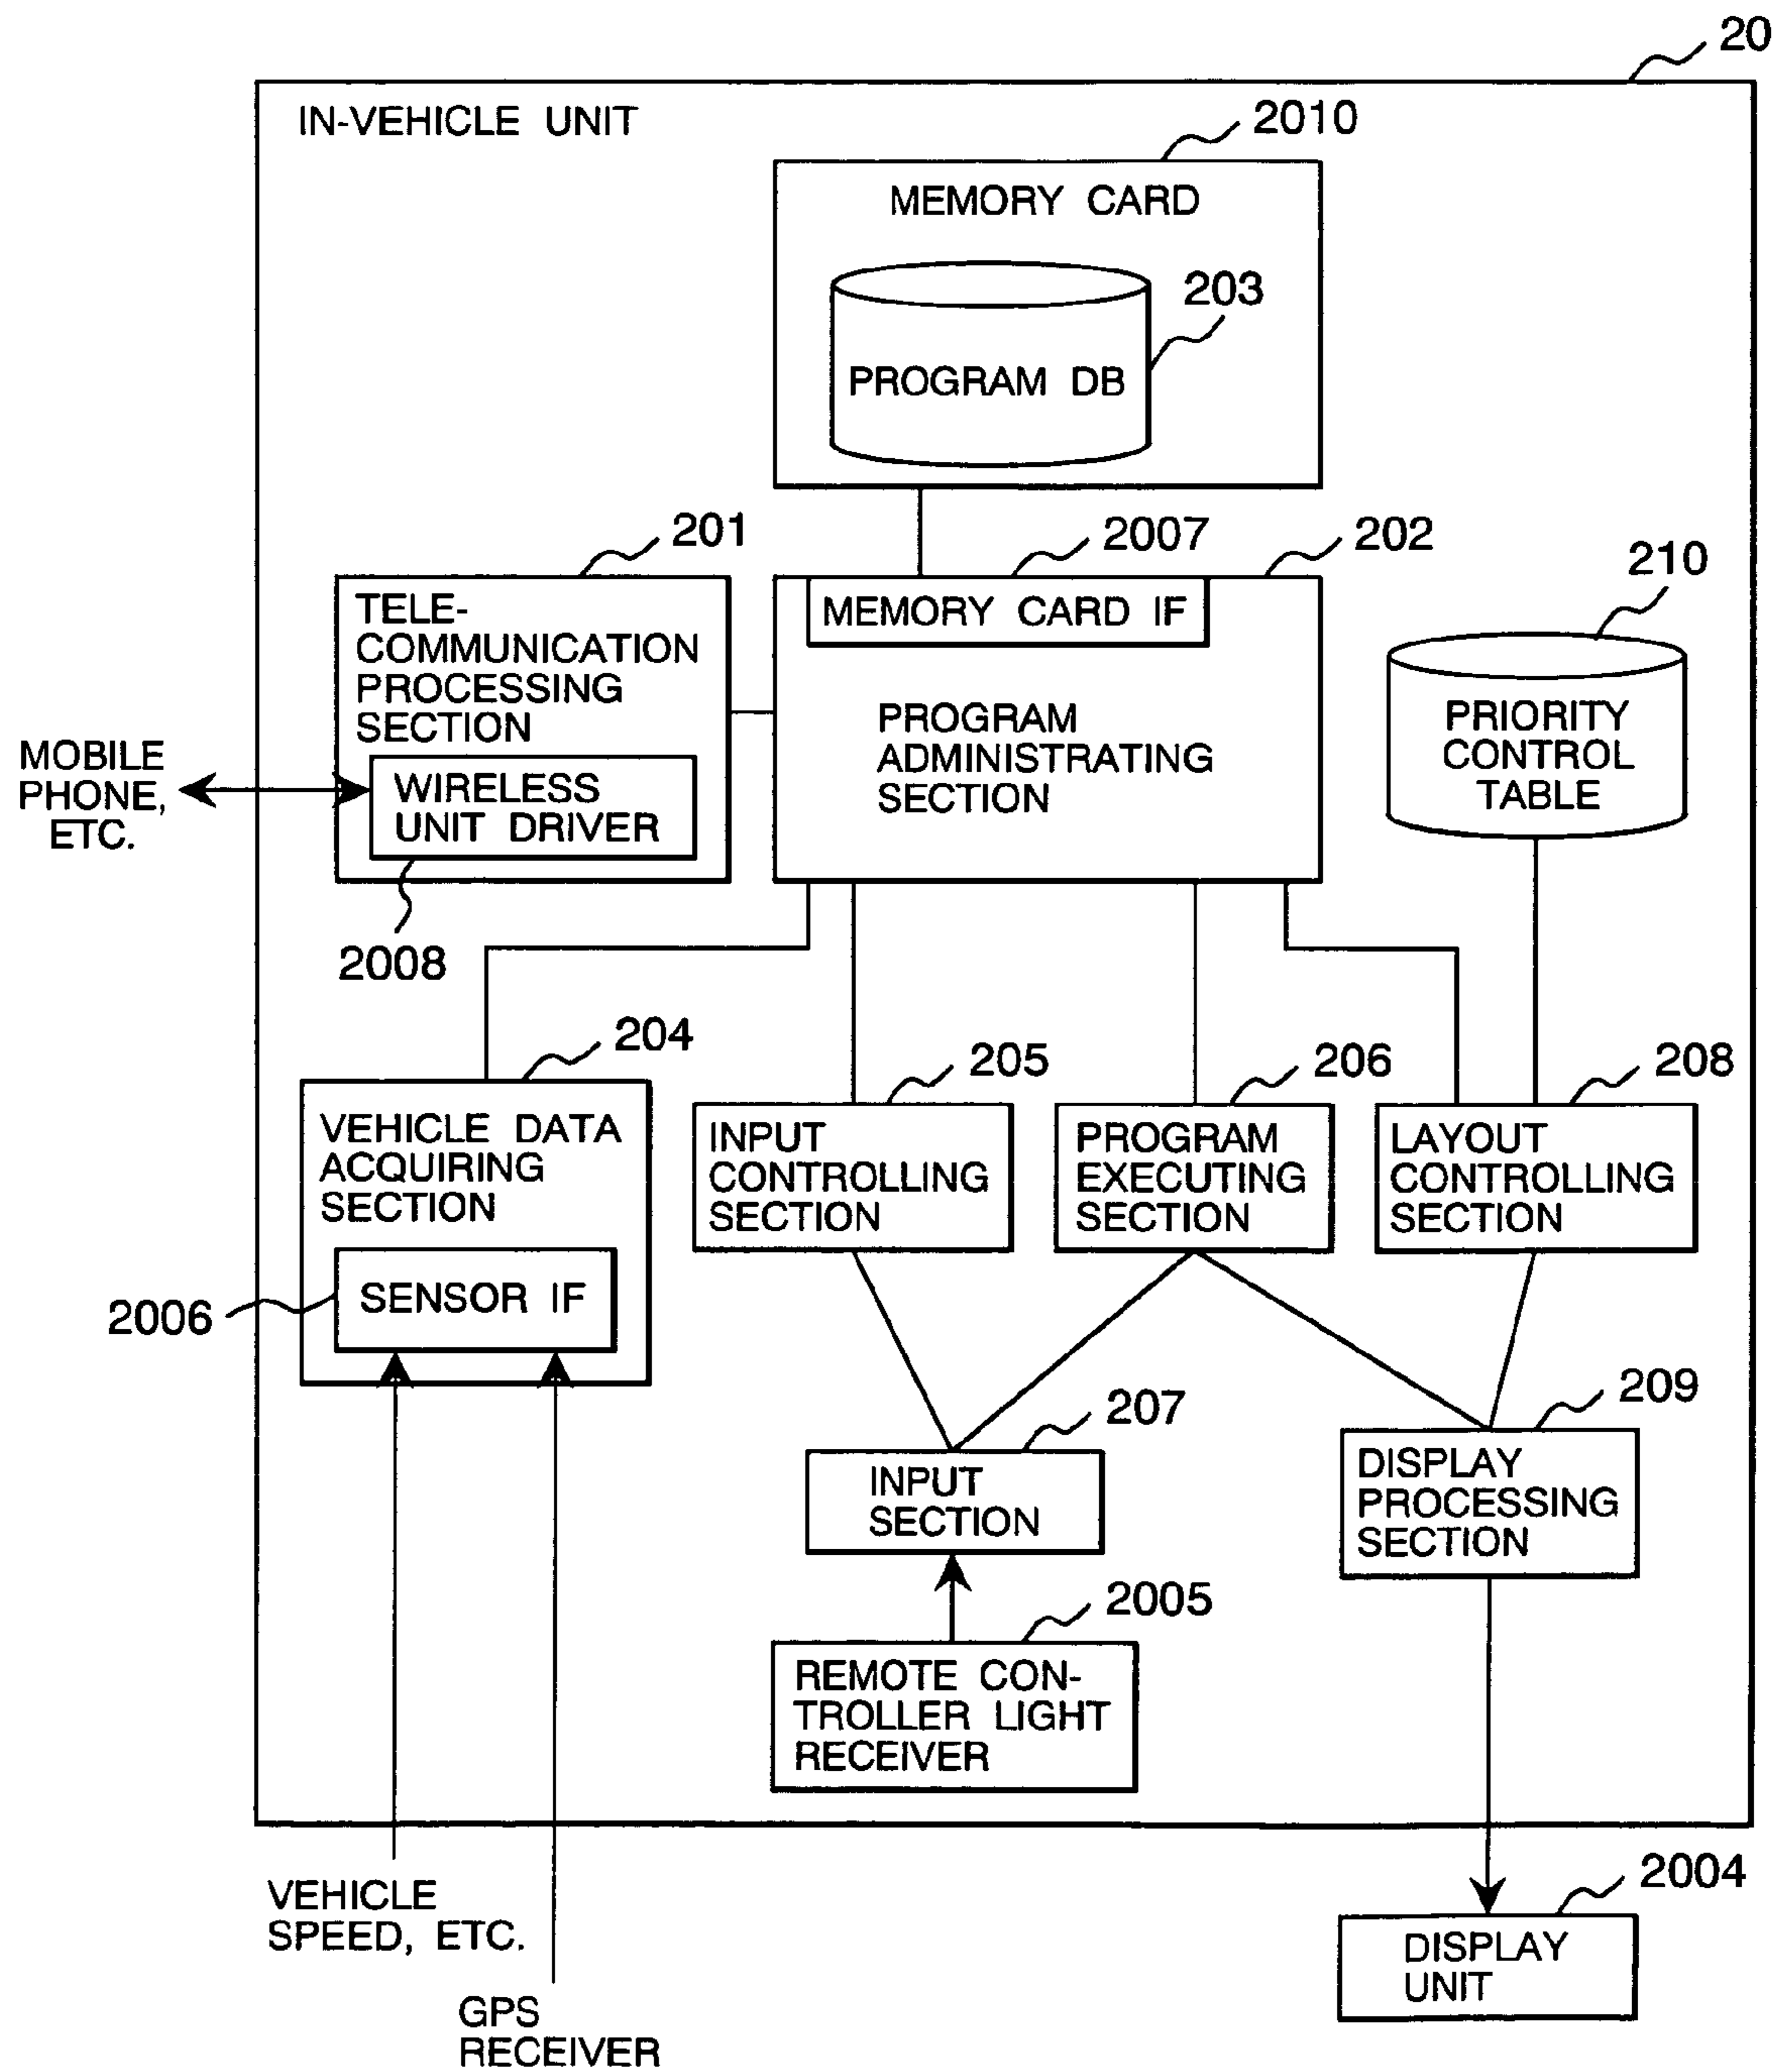 20
IN-VEHICLE UNIT
2010
MEMORY CARD
203
PROGRAM DB
201
2007
202
210
TELE-
COMMUNICATION
PROCESSING
SECTION
MEMORY CARD IF
PROGRAM
ADMINISTRATING
SECTION
PRIORITY
CONTROL
TABLE
MOBILE
PHONE,
ETC.
WIRELESS
UNIT DRIVER
2008
204
205
206
208
VEHICLE DATA
ACQUIRING
SECTION
INPUT
CONTROLLING
SECTION
PROGRAM
EXECUTING
SECTION
LAYOUT
CONTROLLING
SECTION
2006
SENSOR IF
207
209
INPUT
SECTION
DISPLAY
PROCESSING
SECTION
2005
REMOTE CON-
TROLLER LIGHT
RECEIVER
VEHICLE
SPEED, ETC.
2004
DISPLAY
UNIT
GPS
RECEIVER